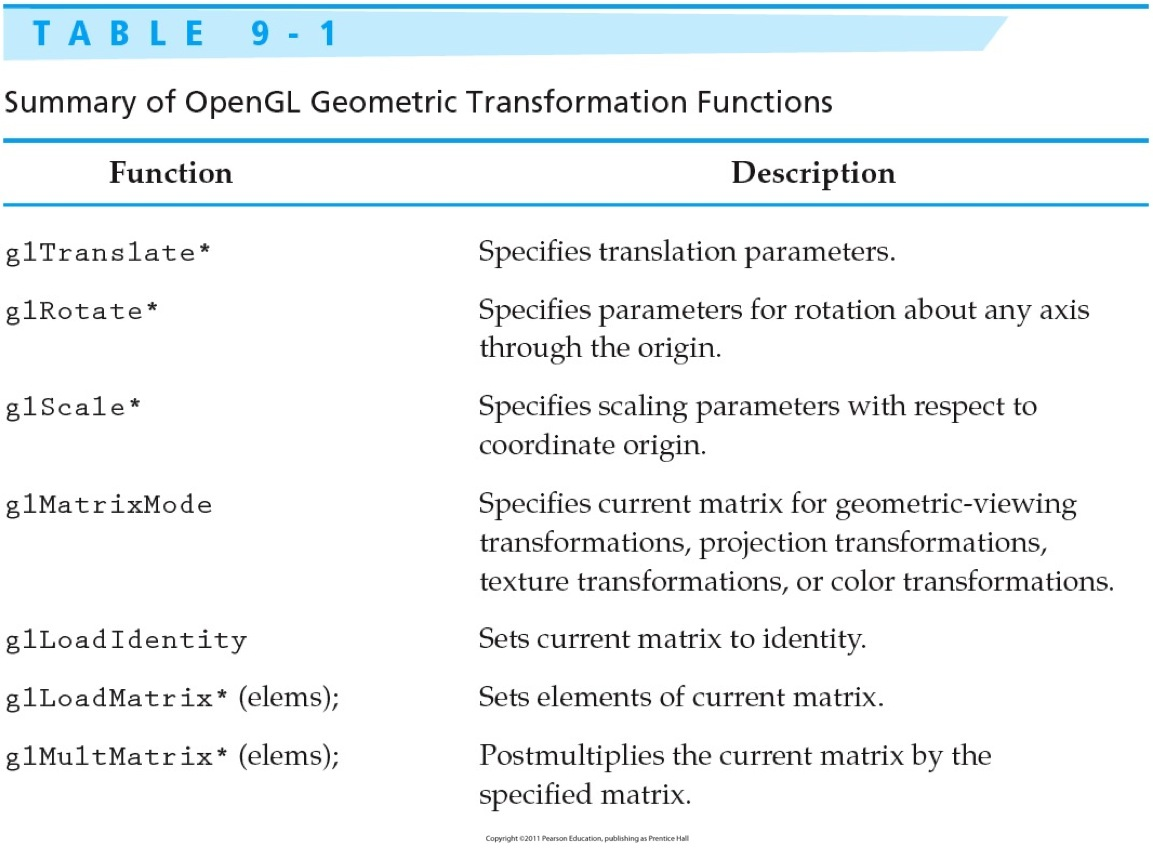 TABLE 9-1
Summary of OpenGL Geometric Transformation Functions
Function Description
glTranslate* Specifies translation parameters.
glRotate* Specifies parameters for rotation about any axis
through the origin.
glScale* Specifies scaling parameters with respect to
coordinate origin.
glMatrixMode Specifies current matrix for geometric-viewing
transformations, projection transformations,
texture transformations, or color transformations.
glLoadIdentity Sets current matrix to identity.
glLoadMatrix* (elems); Sets elements of current matrix.
glMultMatrix* (elems); Postmultiplies the current matrix by the
specified matrix.
Copyright ©2011 Pearson Education, publishing as Prentice Hall